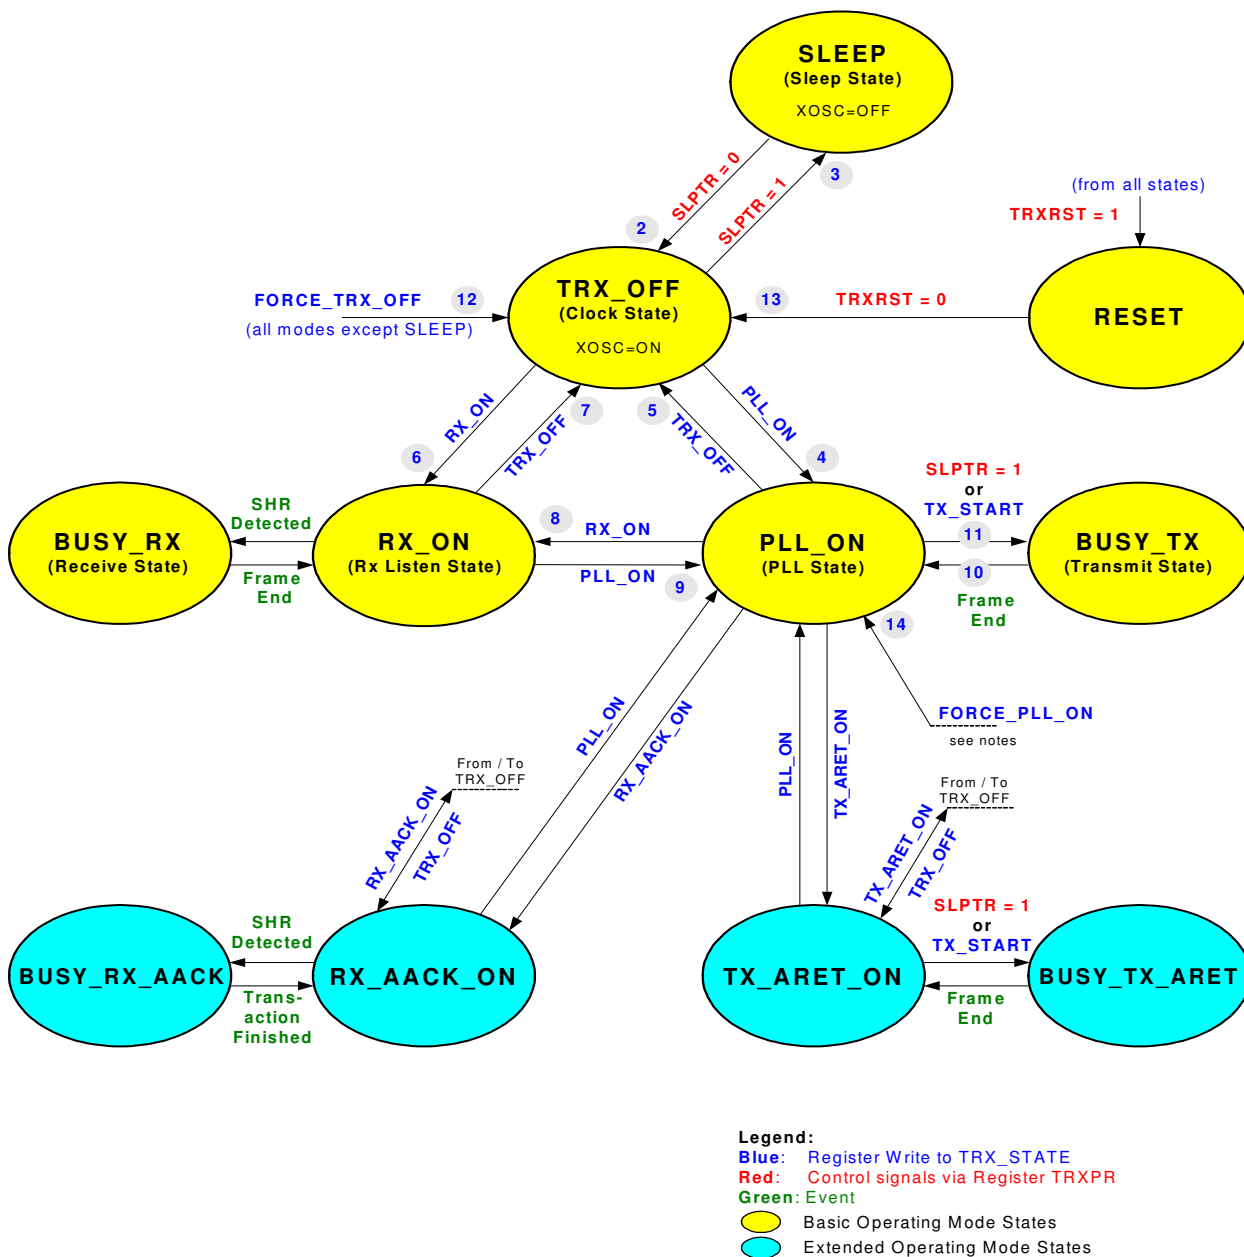 SLEEP
(Sleep State)
XOSC=OFF
SLPTR = 0
SLPTR = 1
3
2
(from all states)
TRXRST = 1
FORCE_TRX_OFF
12
(all modes except SLEEP)
TRX_OFF
(Clock State)
XOSC=ON
13
TRXRST = 0
RESET
RX_ON
7
TRX_OFF
6
5
TRX_OFF
PLL_ON
4
SHR
Detected
BUSY_RX
(Receive State)
Frame
End
RX_ON
(Rx Listen State)
8
RX_ON
PLL_ON
9
PLL_ON
(PLL State)
SLPTR = 1
or
TX_START
11
10
Frame
End
BUSY_TX
(Transmit State)
14
FORCE_PLL_ON
see notes
PLL_ON
RX_AACK_ON
PLL_ON
TX_ARET_ON
From / To
TRX_OFF
RX_AACK_ON
TRX_OFF
From / To
TRX_OFF
TX_ARET_ON
TRX_OFF
SHR
Detected
BUSY_RX_AACK
Trans-
action
Finished
RX_AACK_ON
TX_ARET_ON
SLPTR = 1
or
TX_START
Frame
End
BUSY_TX_ARET
Legend:
Blue: Register Write to TRX_STATE
Red: Control signals via Register TRXPR
Green: Event
Basic Operating Mode States
Extended Operating Mode States